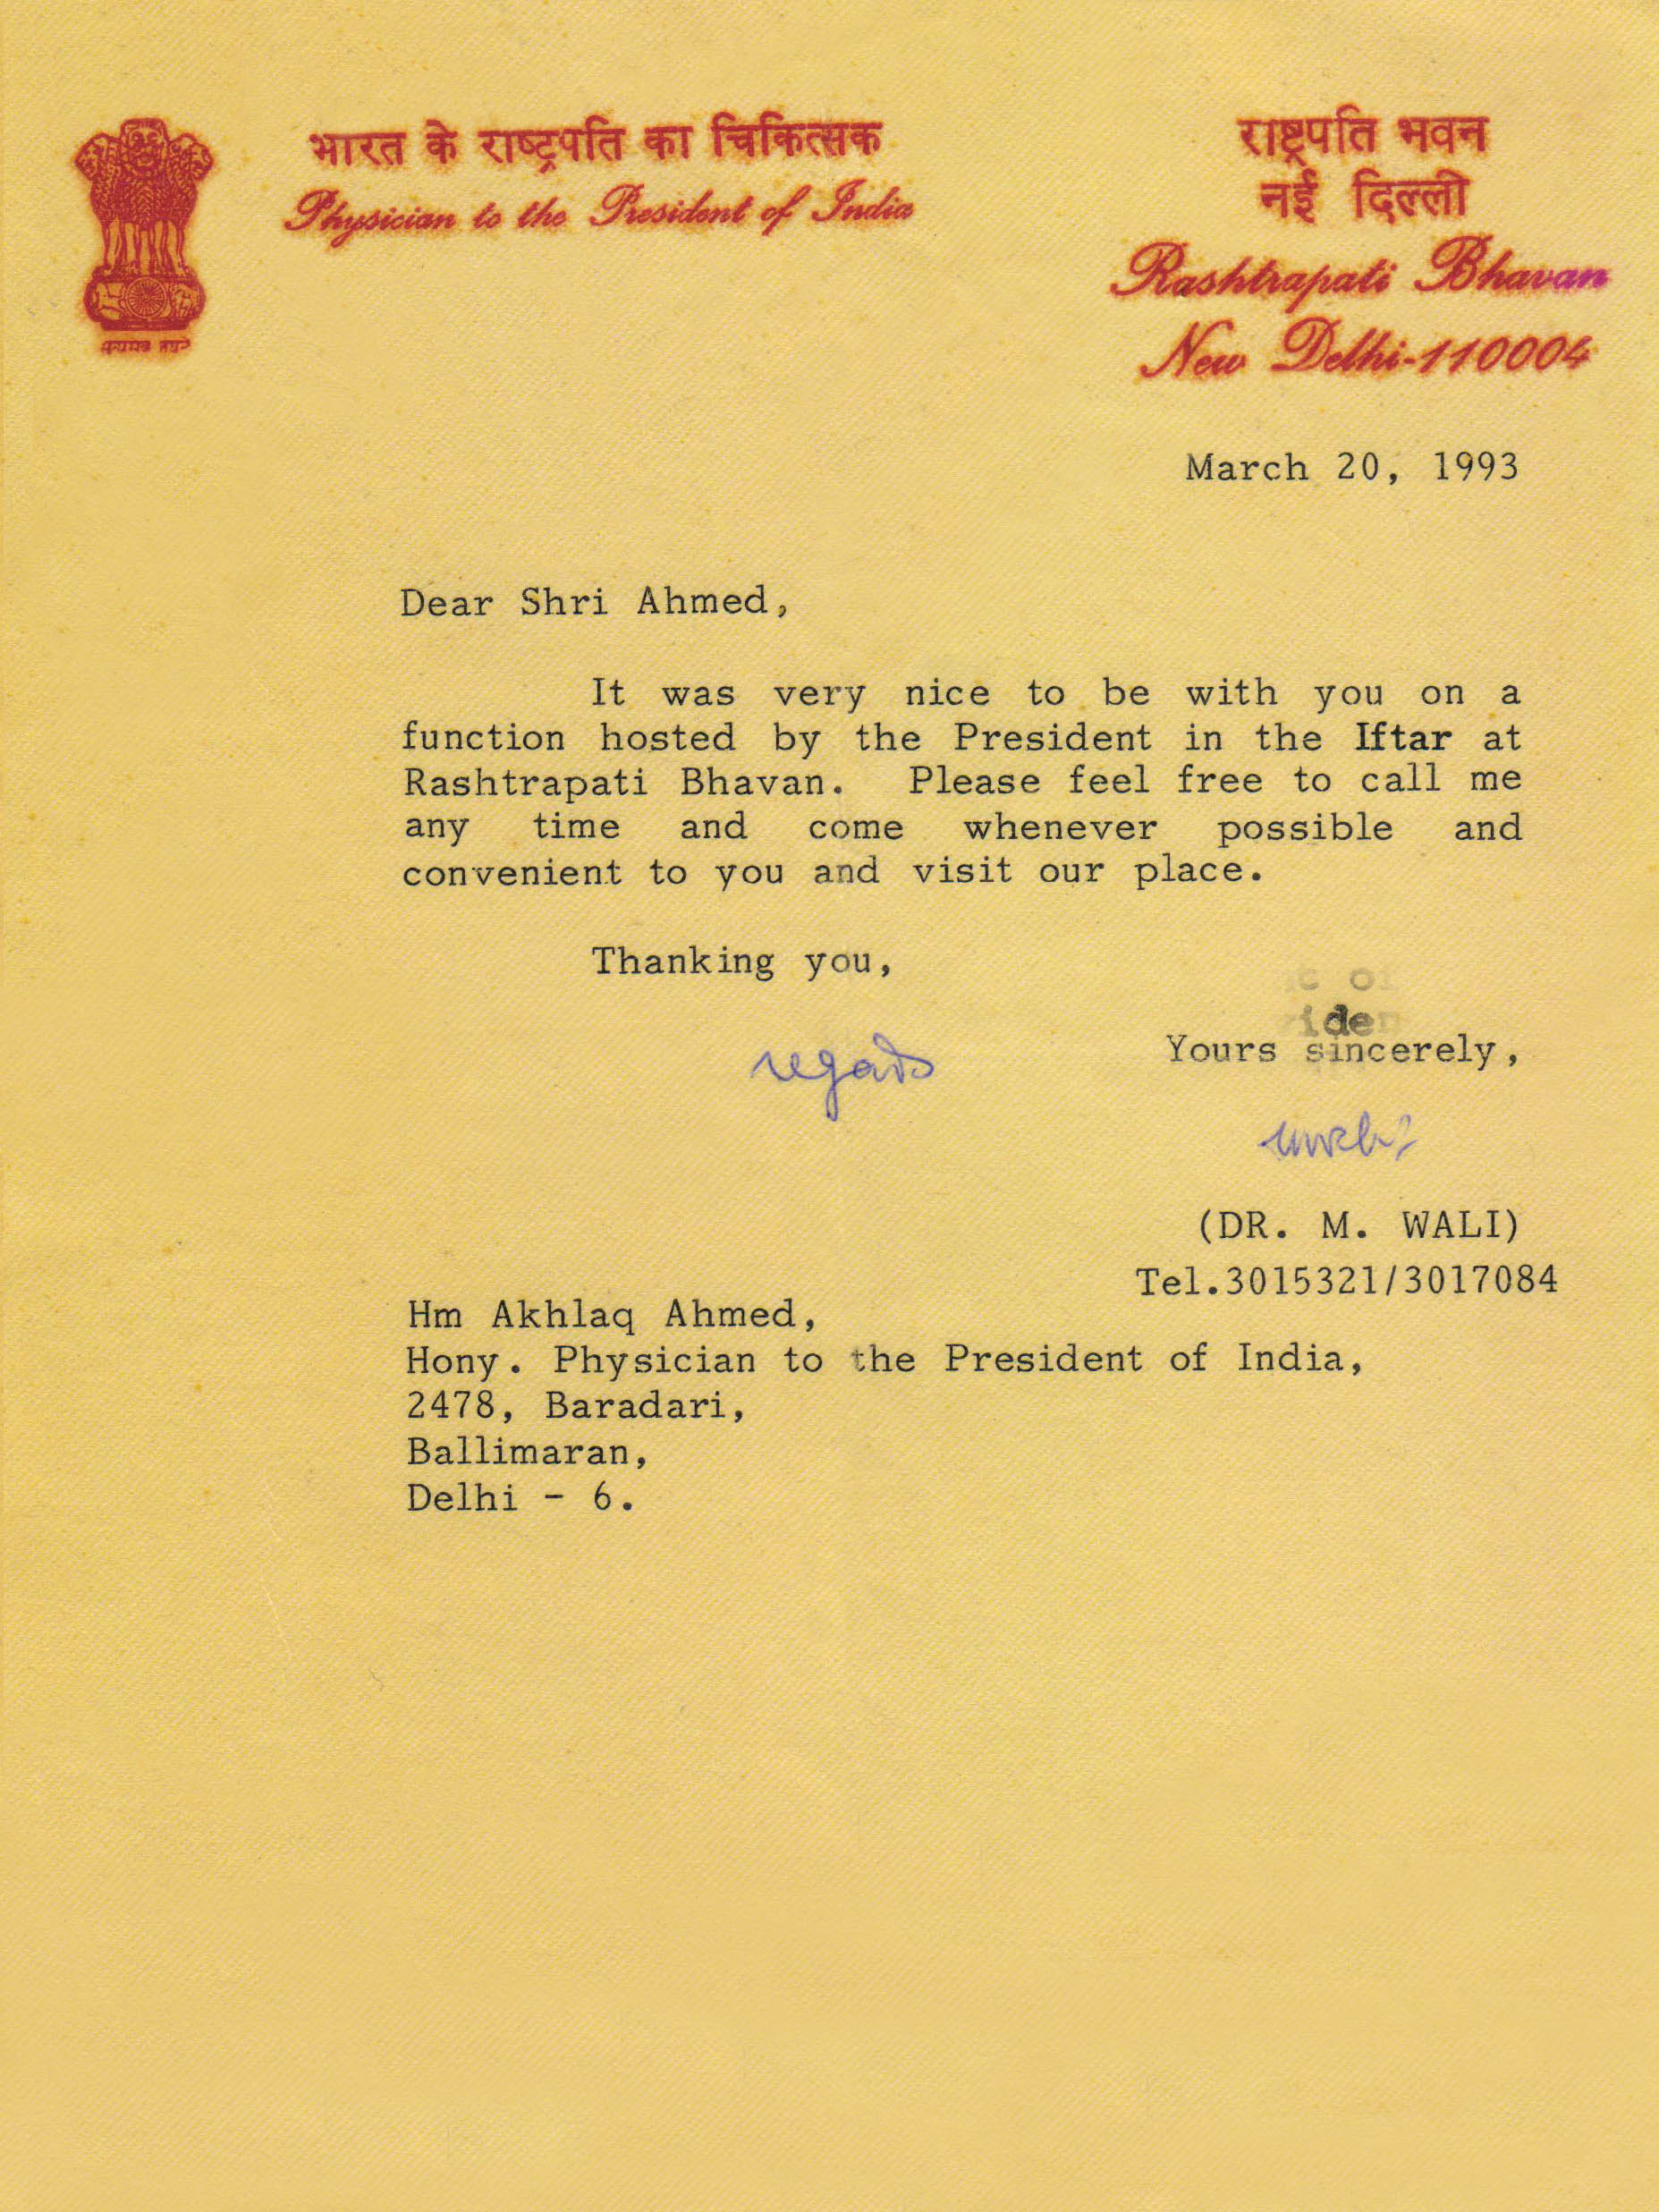 भारत के राष्ट्रपति का चिकित्सक
Physician to the President of India
राष्ट्रपति भवन
नई दिल्ली
Rashtrapati Bhavan
New Delhi-110004
सत्यमेव जयते
March 20, 1993
Dear Shri Ahmed,
It was very nice to be with you on a
function hosted by the President in the Iftar at
Rashtrapati Bhavan. Please feel free to call me
any time and come whenever possible and
convenient to you and visit our place.
Thanking you,
regards
Yours sincerely,
(DR. M. WALI)
Tel.3015321/3017084
Hm Akhlaq Ahmed,
Hony. Physician to the President of India,
2478, Baradari,
Ballimaran,
Delhi - 6.